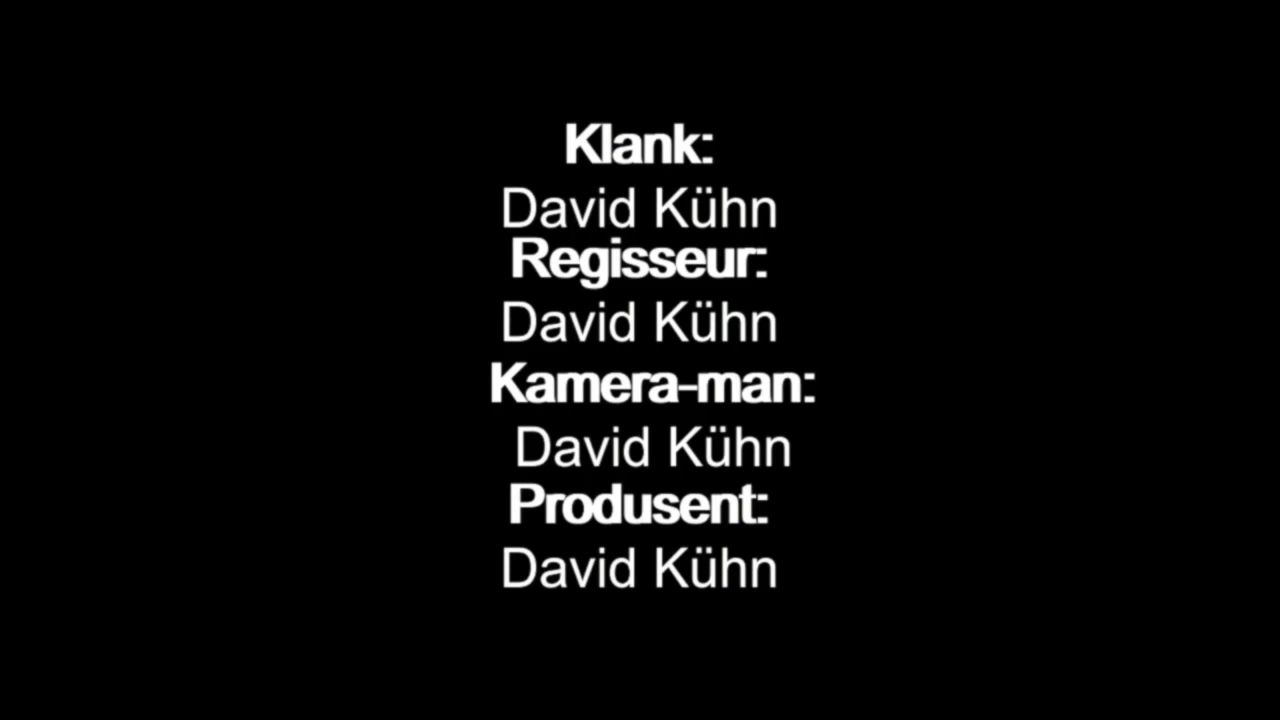 Klank:
David Kühn
Regisseur:
David Kühn
Kamera-man:
David Kühn
Produsent:
David Kühn